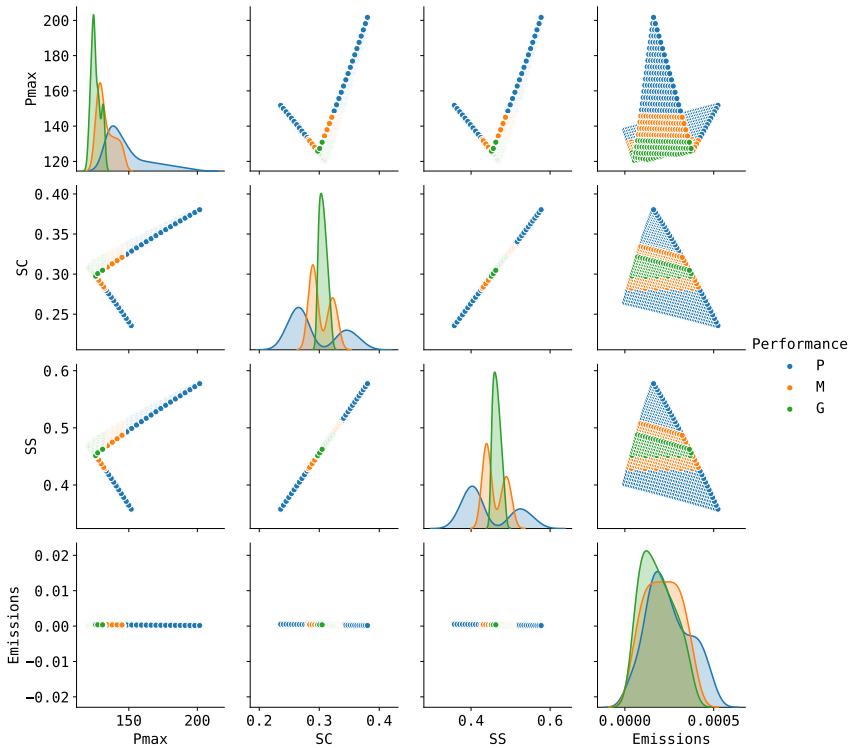 200
180
160
140
120
Pmax
0.40
0.35
0.30
0.25
SC
0.6
0.5
0.4
SS
0.02
0.01
0.00
−0.01
−0.02
Emissions
150 200
Pmax
0.2 0.3 0.4
SC
0.4 0.6
SS
0.0000 0.0005
Emissions
Performance
P
M
G